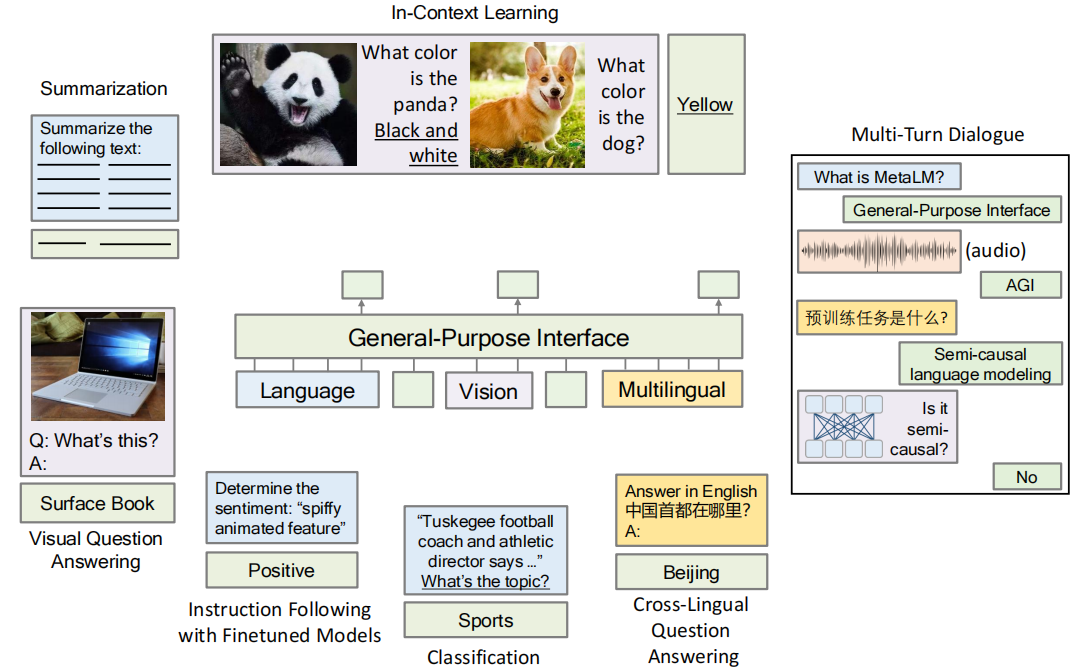 In-Context Learning
What color
is the
panda?
Black and
white
What
color
is the
dog?
Yellow
Summarization
Summarize the
following text:
Multi-Turn Dialogue
What is MetaLM?
General-Purpose Interface
(audio)
AGI
预训练任务是什么?
Semi-causal
language modeling
Is it
semi-
causal?
No
General-Purpose Interface
Language
Vision
Multilingual
Q: What's this?
A:
Surface Book
Visual Question
Answering
Determine the
sentiment: “spiffy
animated feature”
Positive
Instruction Following
with Finetuned Models
“Tuskegee football
coach and athletic
director says ...”
What's the topic?
Sports
Classification
Answer in English
中国首都在哪里?
A:
Beijing
Cross-Lingual
Question
Answering